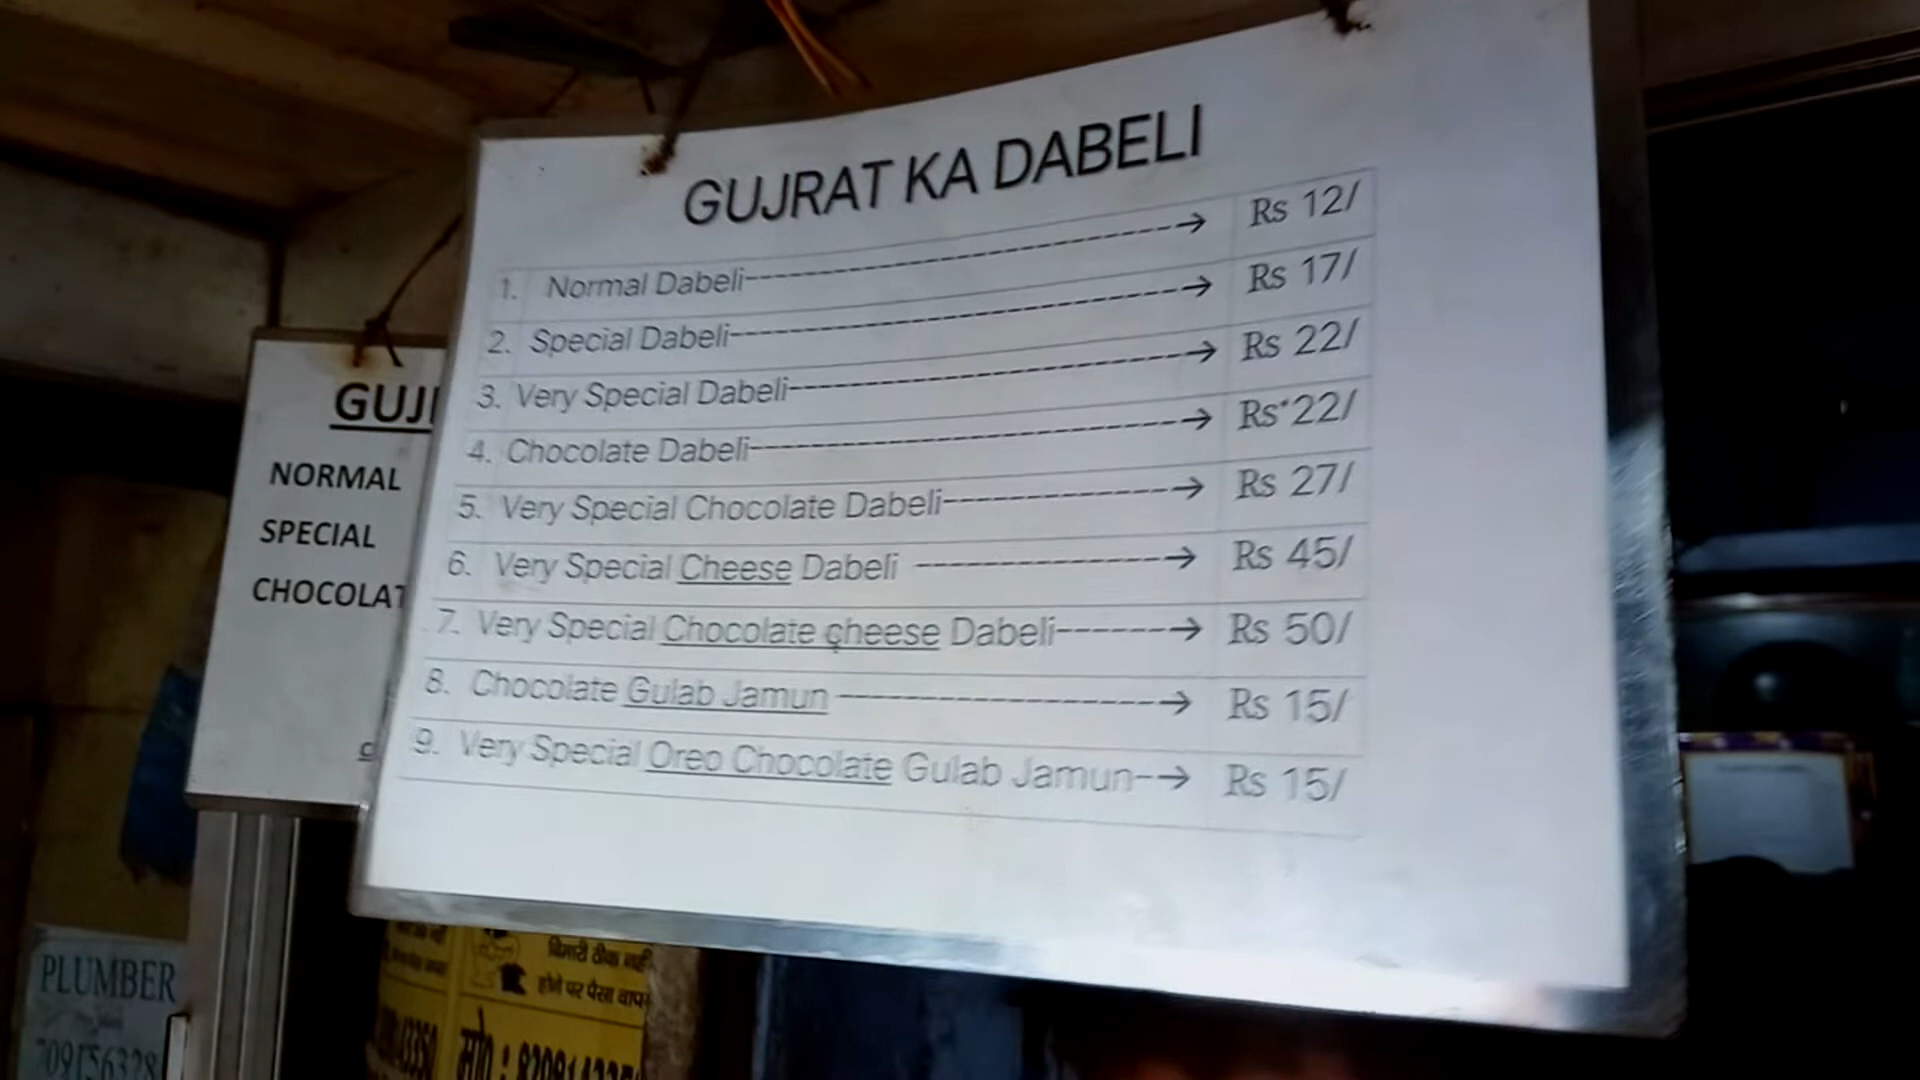 GUJRAT KA DABELI
1. Normal Dabeli----------→ Rs 12/
2. Special Dabeli----------→ Rs 17/
3. Very Special Dabeli----------→ Rs 22/
4. Chocolate Dabeli----------→ Rs 22/
5. Very Special Chocolate Dabeli----------→ Rs 27/
6. Very Special Cheese Dabeli ----------→ Rs 45/
7. Very Special Chocolate cheese Dabeli------→ Rs 50/
8. Chocolate Gulab Jamun ----------→ Rs 15/
9. Very Special Oreo Chocolate Gulab Jamun--→ Rs 15/
GUJ
NORMAL
SPECIAL
CHOCOLAT
PLUMBER
709156328
बिमारी ठीक नहीं
होने पर पैसा वाप
मो० :